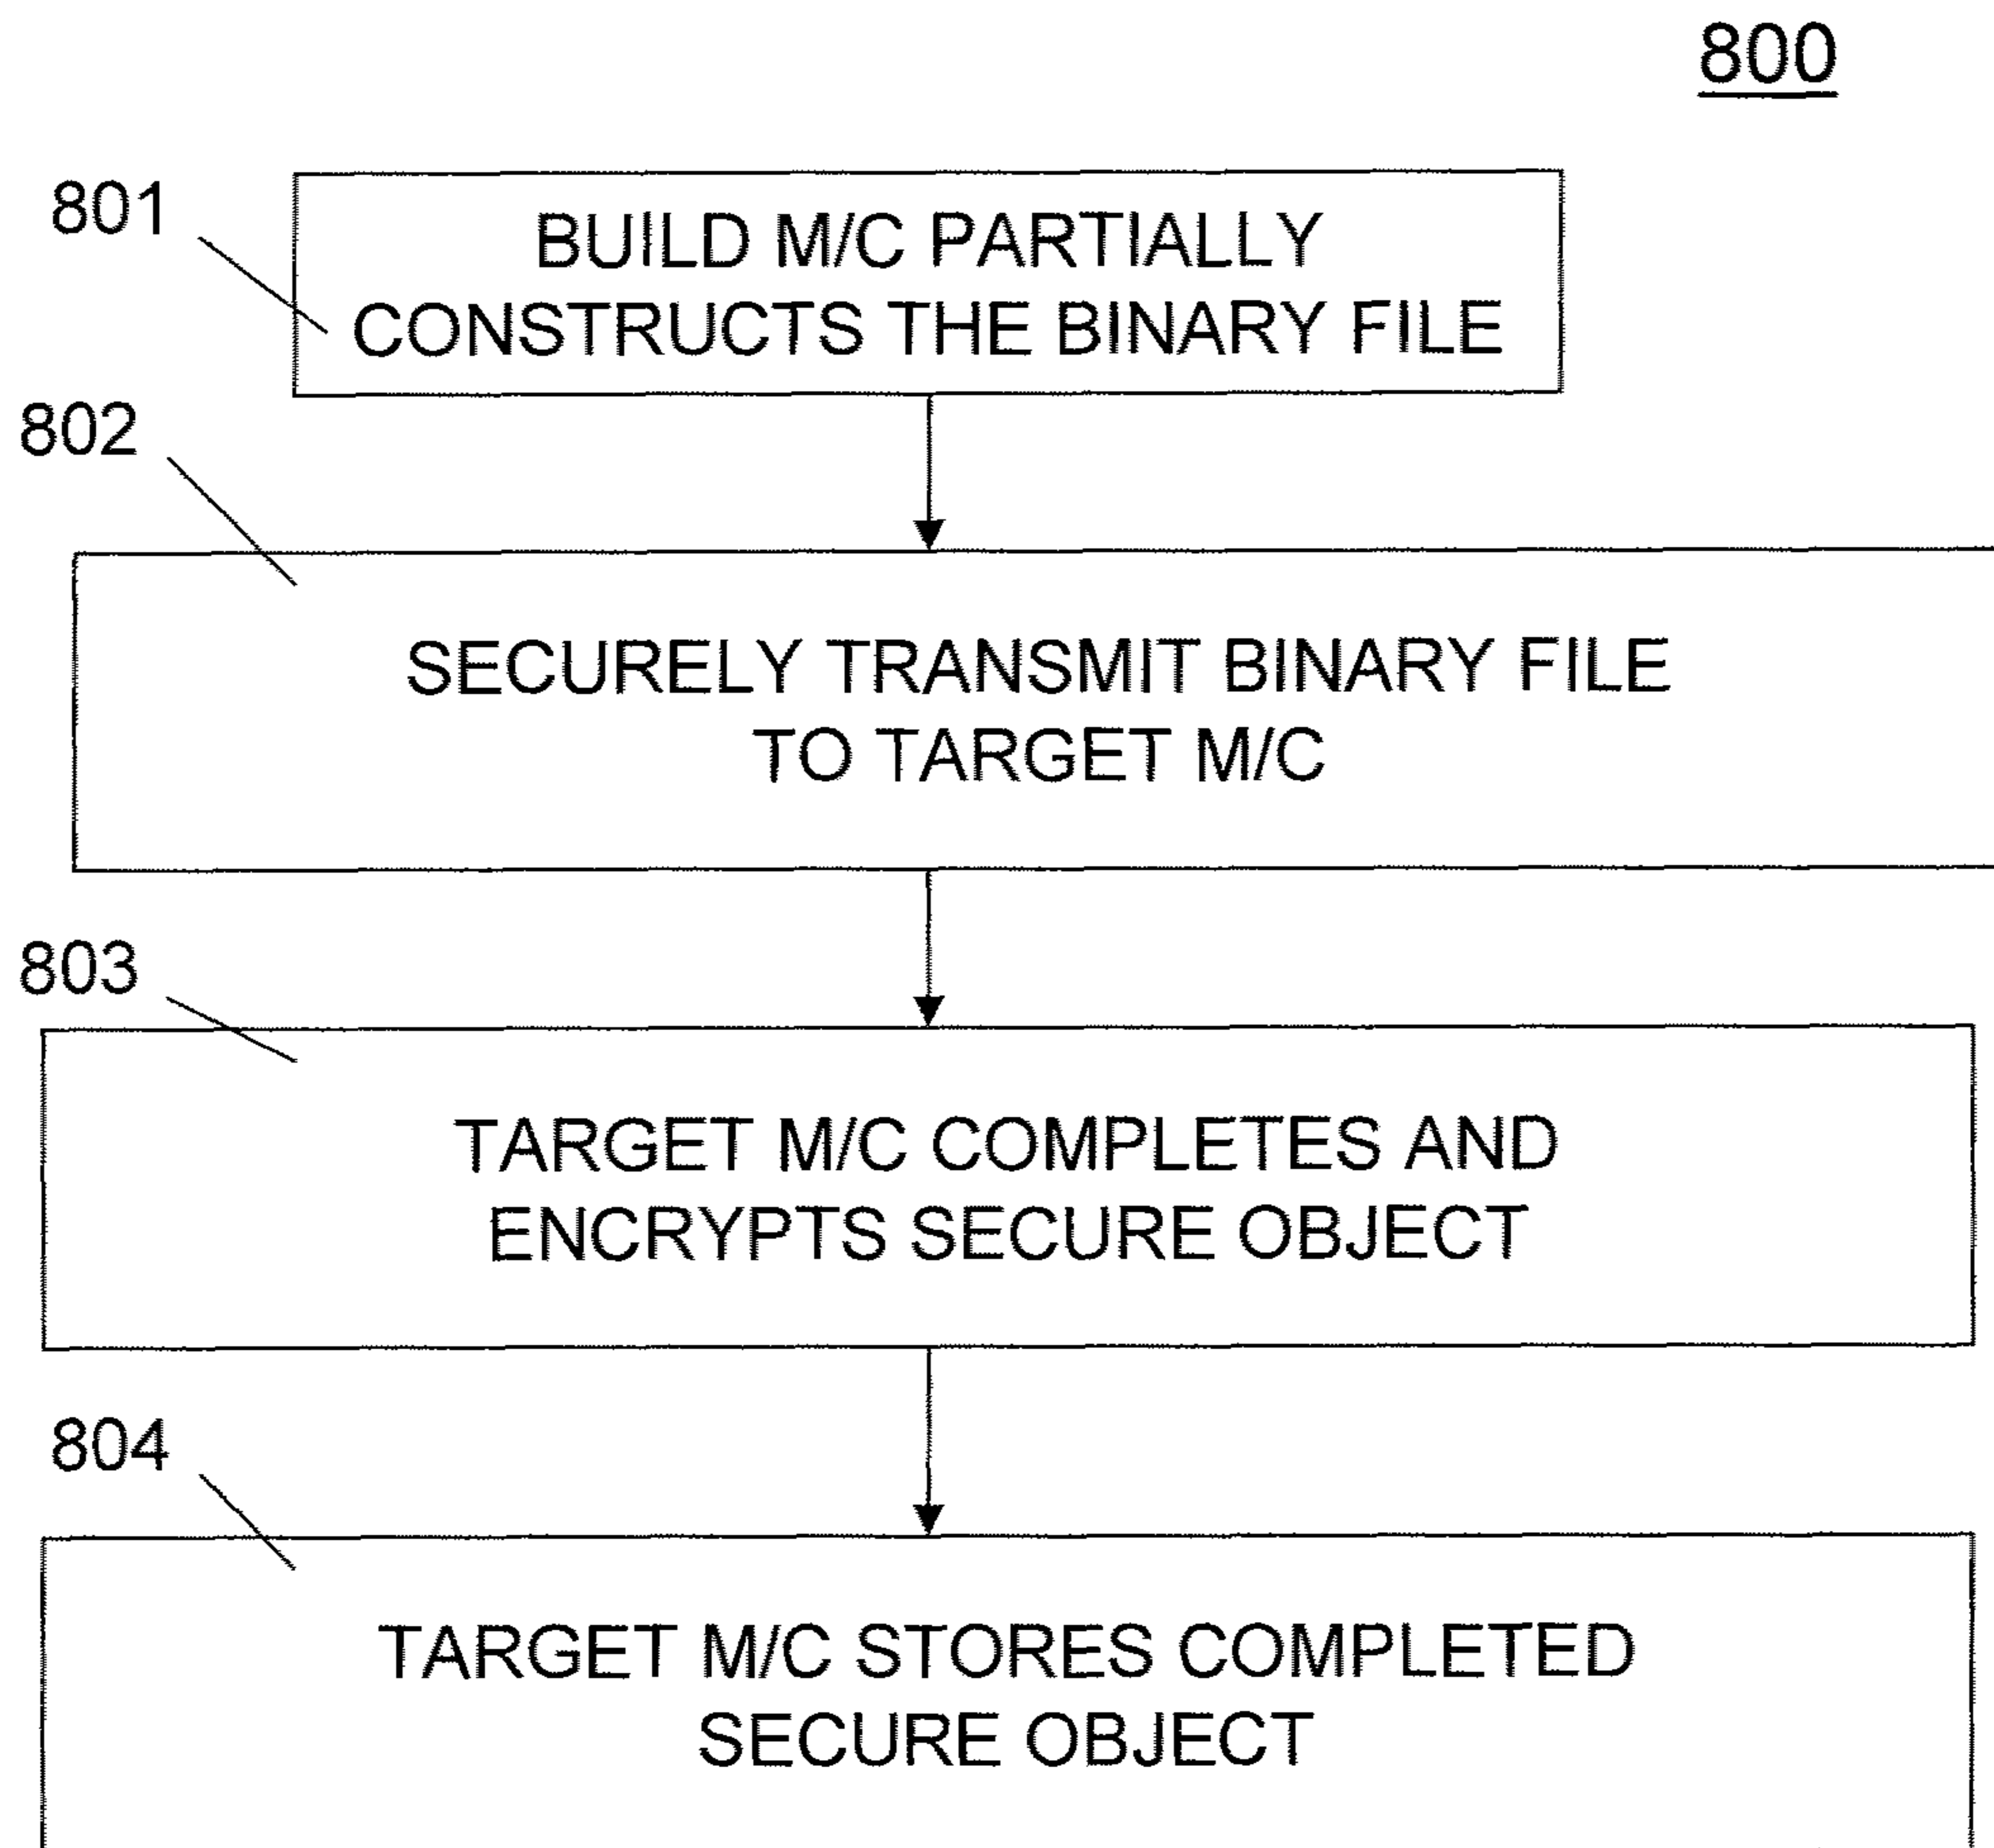 800
801
BUILD M/C PARTIALLY
CONSTRUCTS THE BINARY FILE
802
SECURELY TRANSMIT BINARY FILE
TO TARGET M/C
803
TARGET M/C COMPLETES AND
ENCRYPTS SECURE OBJECT
804
TARGET M/C STORES COMPLETED
SECURE OBJECT